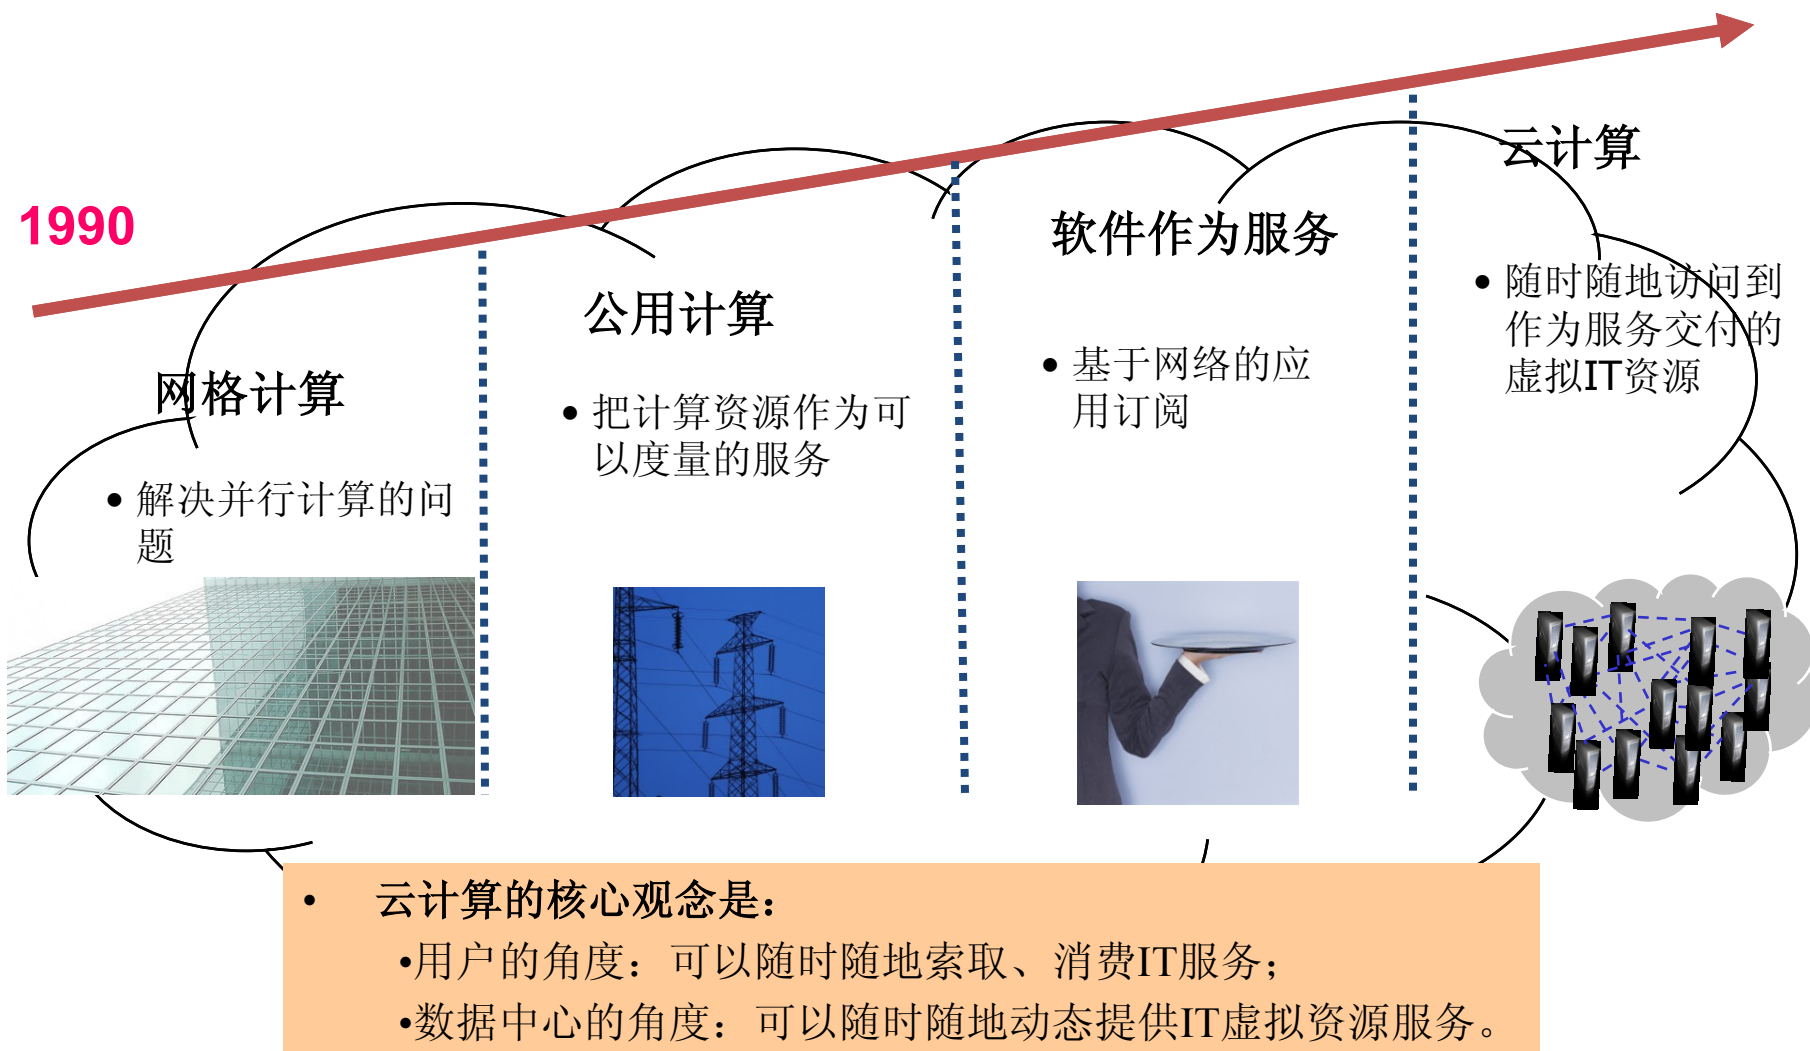 1990
网格计算
• 解决并行计算的问
题
公用计算
• 把计算资源作为可
以度量的服务
软件作为服务
• 基于网络的应
用订阅
云计算
• 随时随地访问到
作为服务交付的
虚拟IT资源
• 云计算的核心观念是：
•用户的角度：可以随时随地索取、消费IT服务；
•数据中心的角度：可以随时随地动态提供IT虚拟资源服务。